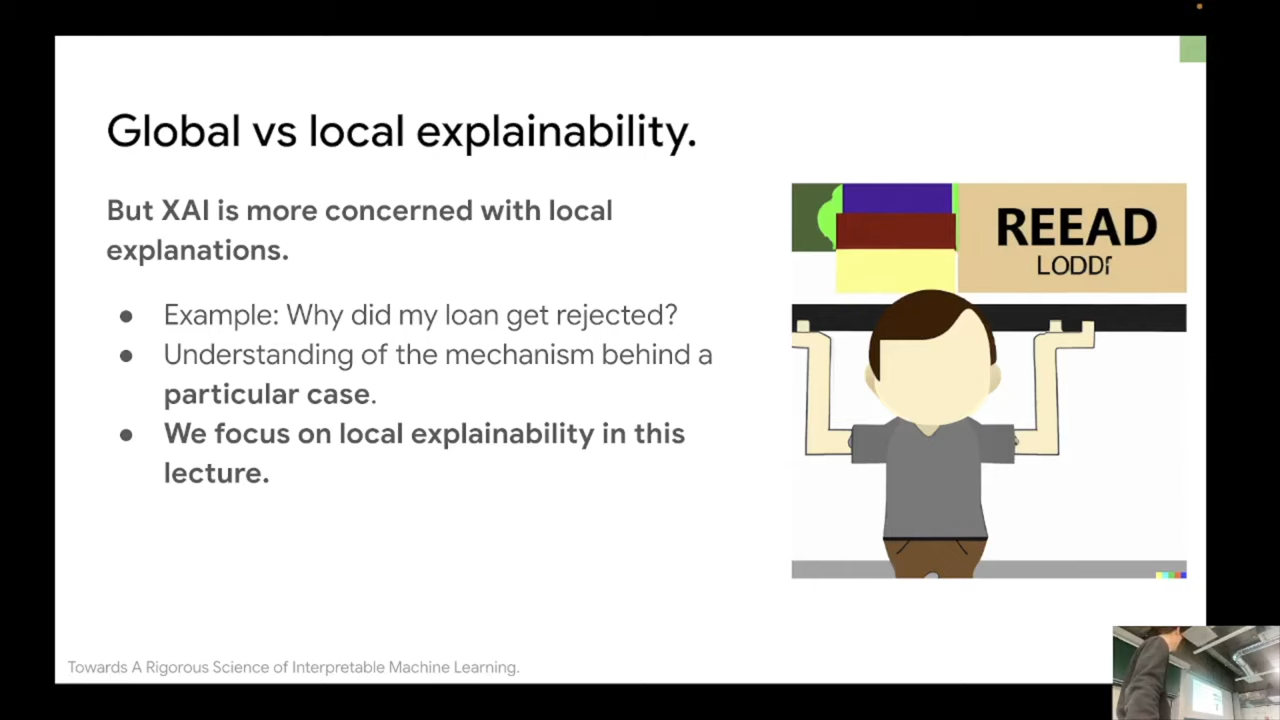 Global vs local explainability.
But XAI is more concerned with local
explanations.
● Example: Why did my loan get rejected?
● Understanding of the mechanism behind a
particular case.
● We focus on local explainability in this
lecture.
REEAD
Towards A Rigorous Science of Interpretable Machine Learning.